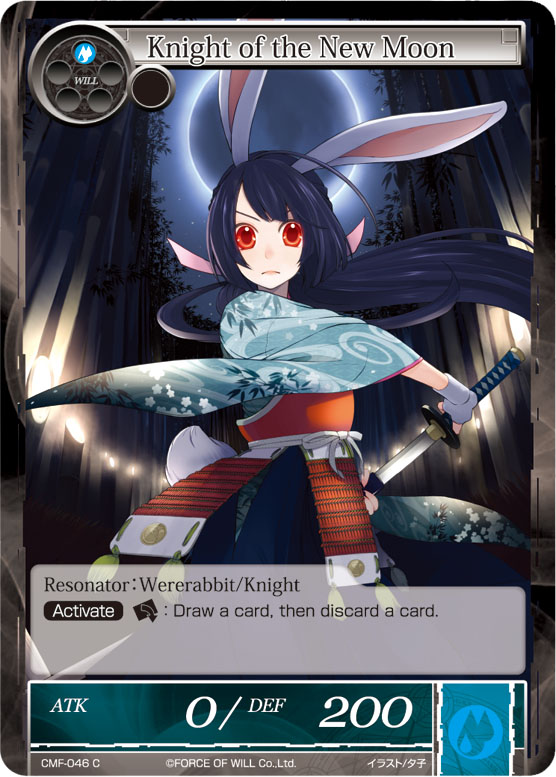 Knight of the New Moon
WILL
Resonator：Wererabbit/Knight
Activate : Draw a card, then discard a card.
ATK 0/ DEF 200
CMF-046 C ©FORCE OF WILL Co.,Ltd. イラスト/タ子